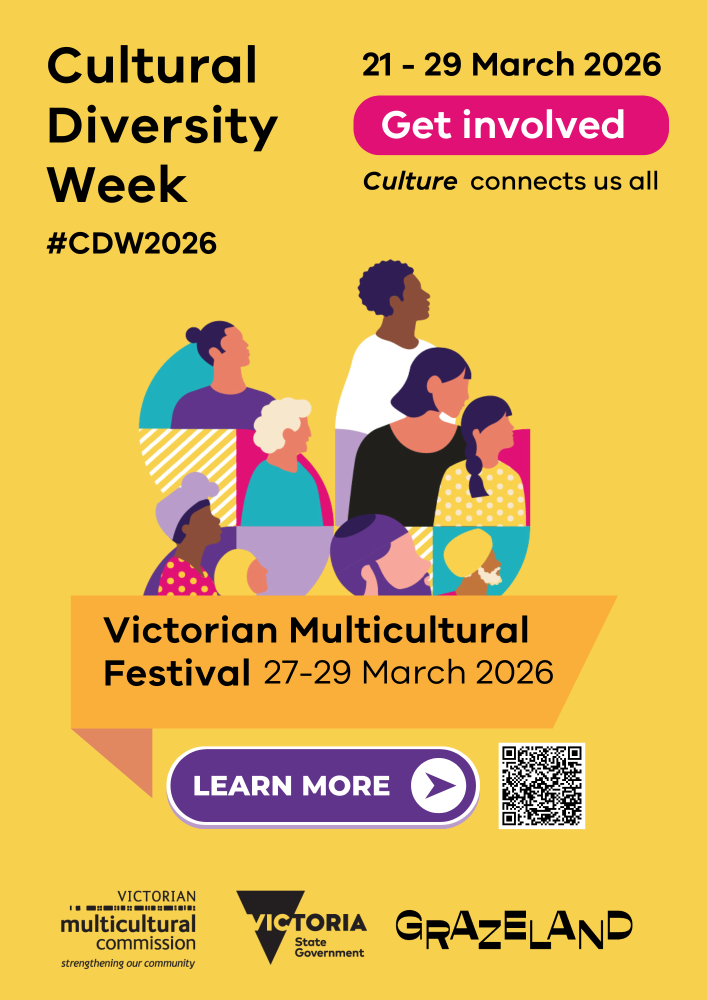 Cultural
Diversity
Week
#CDW2026
21 - 29 March 2026
Get involved
Culture connects us all
Victorian Multicultural
Festival 27-29 March 2026
LEARN MORE
VICTORIAN
multicultural
commission
strengthening our community
VICTORIA
State
Government
GRAZELAND